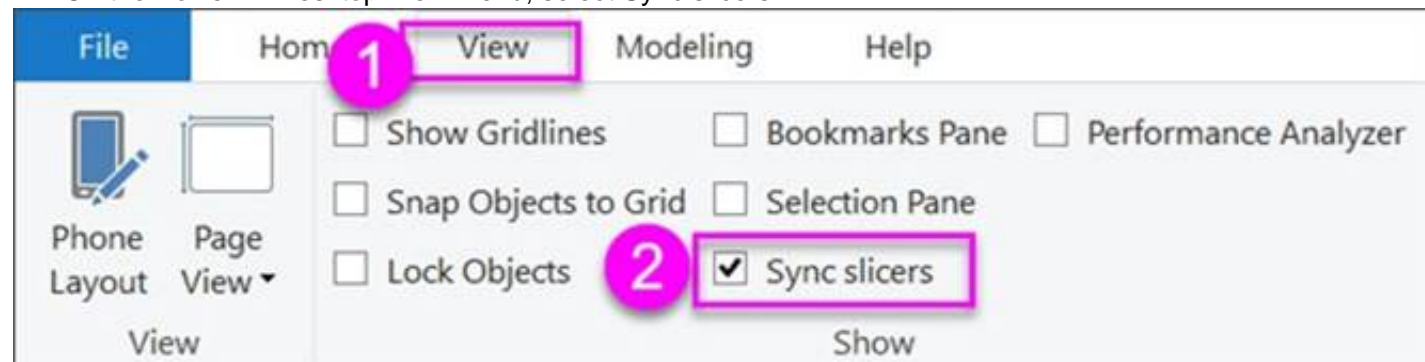 File Hom View Modeling Help
1
Show Gridlines Bookmarks Pane Performance Analyzer
Snap Objects to Grid Selection Pane
Phone Layout
Page View
Lock Objects 2 Sync slicers
View Show